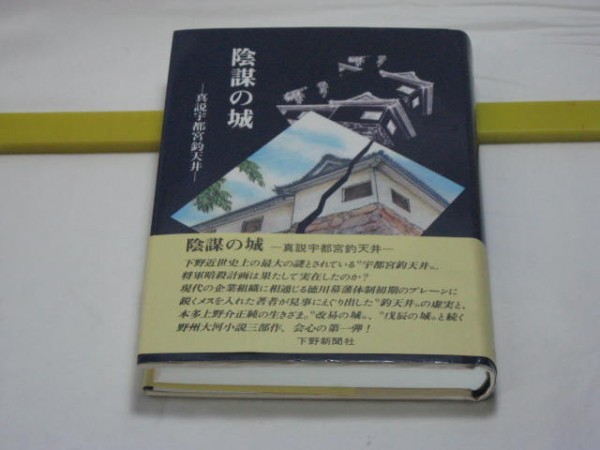 陰謀の城
—真説宇都宮釣天井—
陰謀の城 —真説宇都宮釣天井—
下野近世史上の最大の謎とされている“宇都宮釣天井”。
将軍暗殺計画は果たして実在したのか？
現代の企業組織に相通じる徳川幕藩体制初期のブレーンに
鋭くメスを入れた著者が見事にえぐり出した“釣天井”の虚実と、
本多上野介正純の生きざま。“改易の城”、“戊辰の城”と続く
野州大河小説三部作、会心の第一弾！
下野新聞社